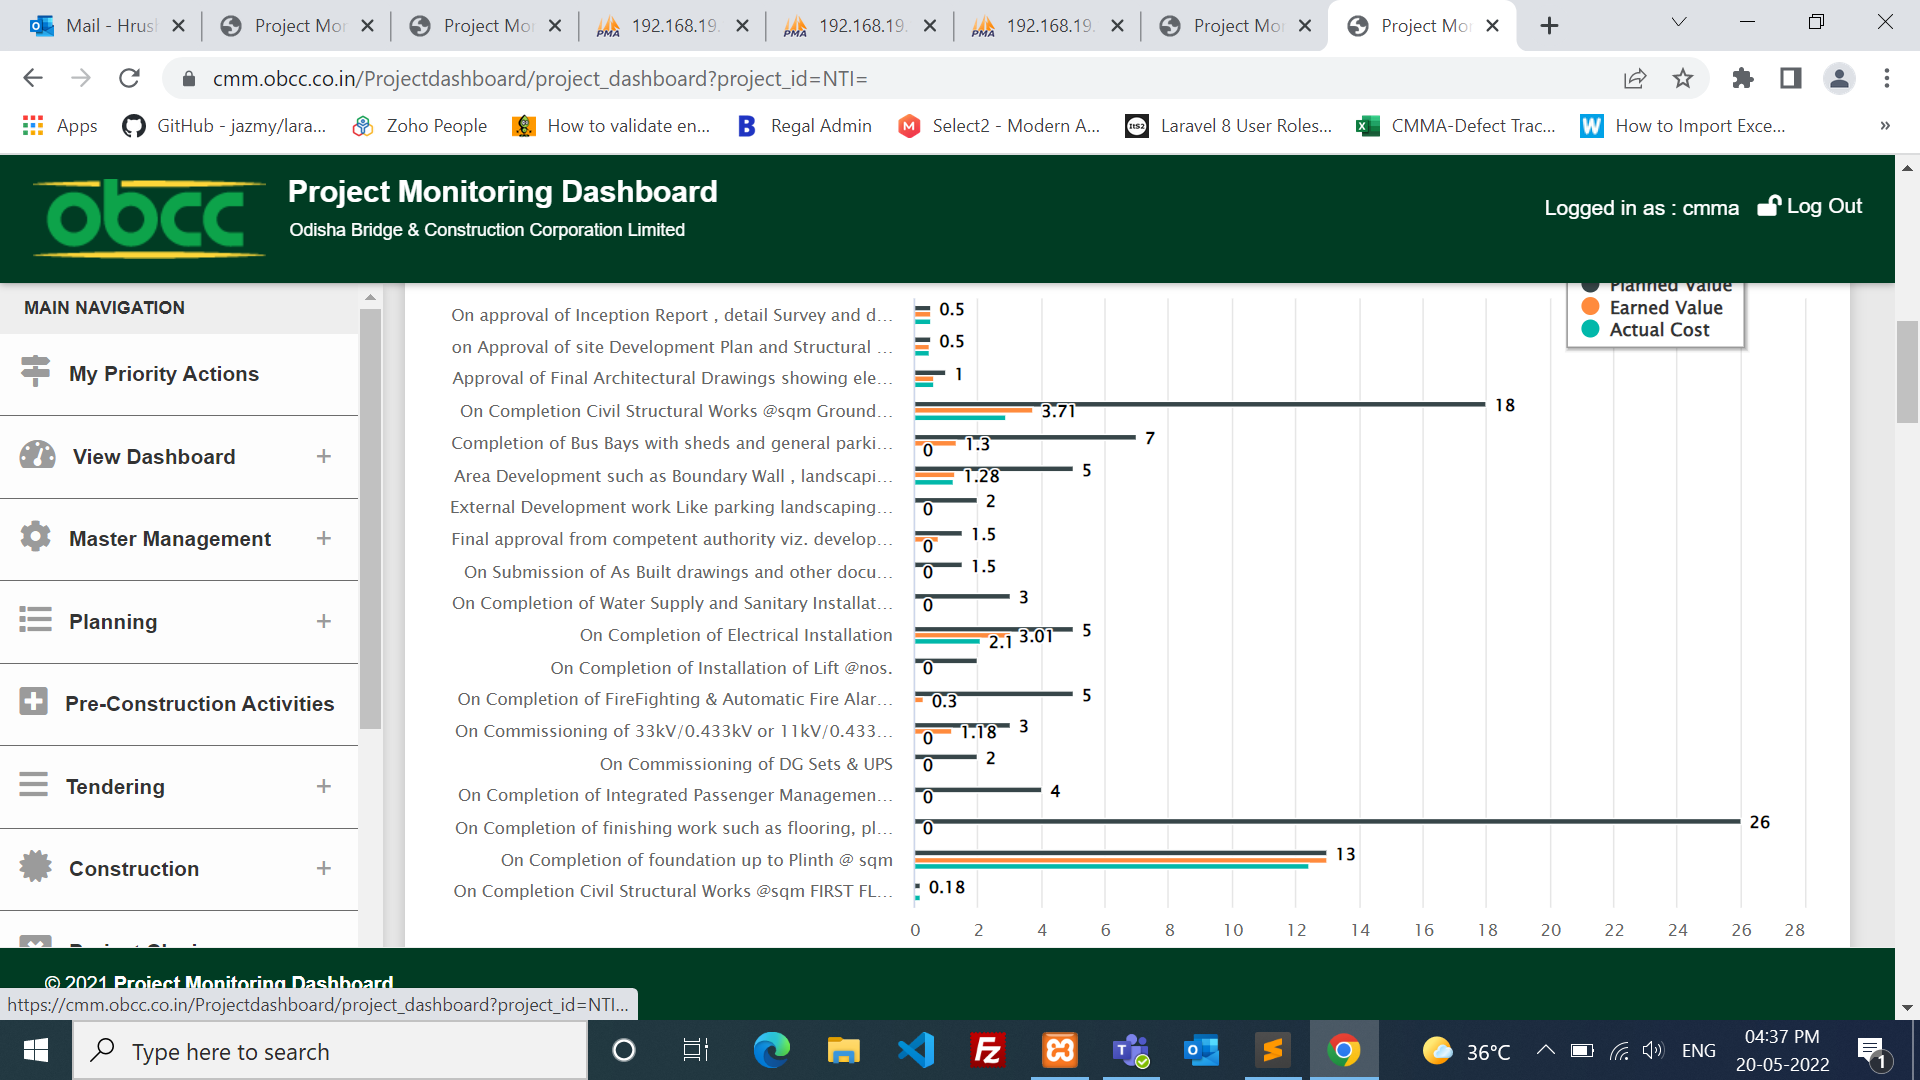 Mail - Hrus
Project Mor
Project Mor
192.168.19.
192.168.19.
192.168.19.
Project Mor
Project Mor
cmm.obcc.co.in/Projectdashboard/project_dashboard?project_id=NTI=
Apps
GitHub - jazmy/lara...
Zoho People
How to validate en...
Regal Admin
Select2 - Modern A...
Laravel 8 User Roles...
CMMA-Defect Trac...
How to Import Exce...
»
obcc
Project Monitoring Dashboard
Odisha Bridge & Construction Corporation Limited
Logged in as : cmma
Log Out
MAIN NAVIGATION
My Priority Actions
View Dashboard +
Master Management +
Planning +
Pre-Construction Activities
Tendering +
Construction +
Planned Value
Earned Value
Actual Cost
On approval of Inception Report , detail Survey and d... 0.5
on Approval of site Development Plan and Structural ... 0.5
Approval of Final Architectural Drawings showing ele... 1
On Completion Civil Structural Works @sqm Ground... 3.71 18
Completion of Bus Bays with sheds and general parki... 0 1.3 7
Area Development such as Boundary Wall , landscapi... 1.28 5
External Development work Like parking landscaping... 0 2
Final approval from competent authority viz. develop... 0 1.5
On Submission of As Built drawings and other docu... 0 1.5
On Completion of Water Supply and Sanitary Installat... 0 3
On Completion of Electrical Installation 2.1 3.01 5
On Completion of Installation of Lift @nos. 0
On Completion of FireFighting & Automatic Fire Alar... 0.3 5
On Commissioning of 33kV/0.433kV or 11kV/0.433... 0 1.18 3
On Commissioning of DG Sets & UPS 0 2
On Completion of Integrated Passenger Managemen... 0 4
On Completion of finishing work such as flooring, pl... 0 26
On Completion of foundation up to Plinth @ sqm 13
On Completion Civil Structural Works @sqm FIRST FL... 0.18
0 2 4 6 8 10 12 14 16 18 20 22 24 26 28
© 2021 Project Monitoring Dashboard
https://cmm.obcc.co.in/Projectdashboard/project_dashboard?project_id=NTI...
Type here to search
36°C
ENG
04:37 PM
20-05-2022
1